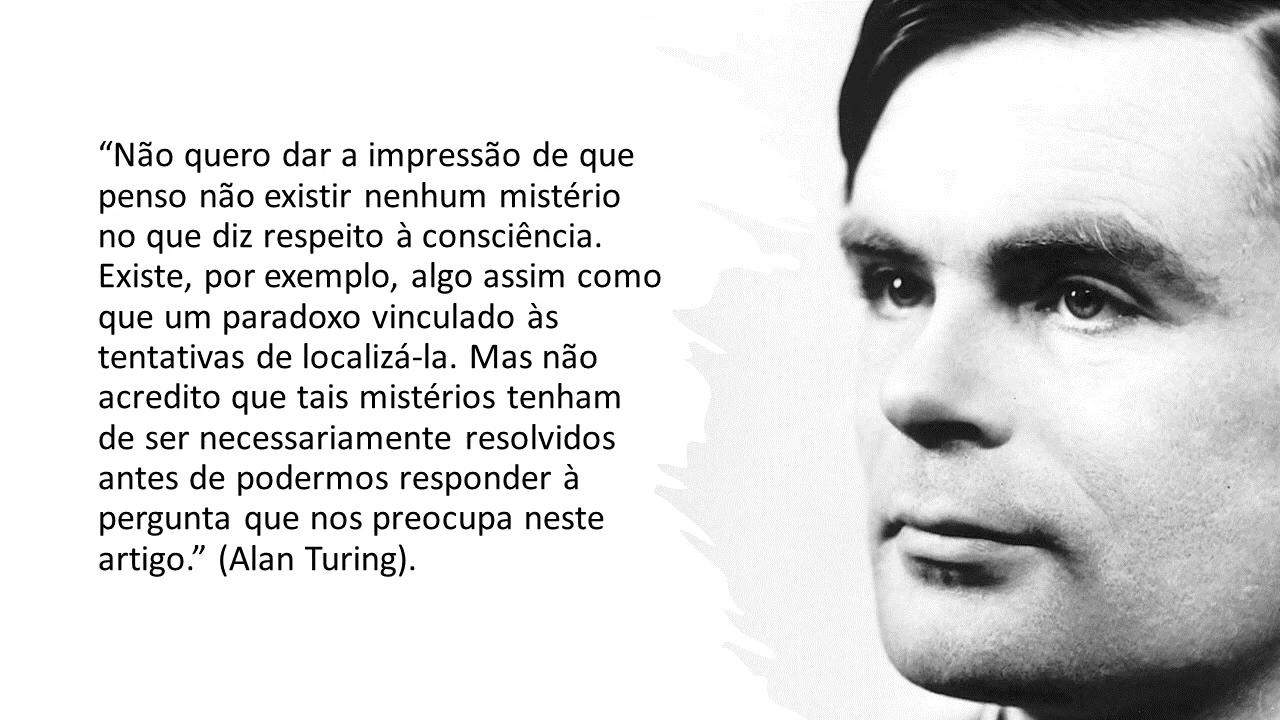 “Não quero dar a impressão de que
penso não existir nenhum mistério
no que diz respeito à consciência.
Existe, por exemplo, algo assim como
que um paradoxo vinculado às
tentativas de localizá-la. Mas não
acredito que tais mistérios tenham
de ser necessariamente resolvidos
antes de podermos responder à
pergunta que nos preocupa neste
artigo.” (Alan Turing).